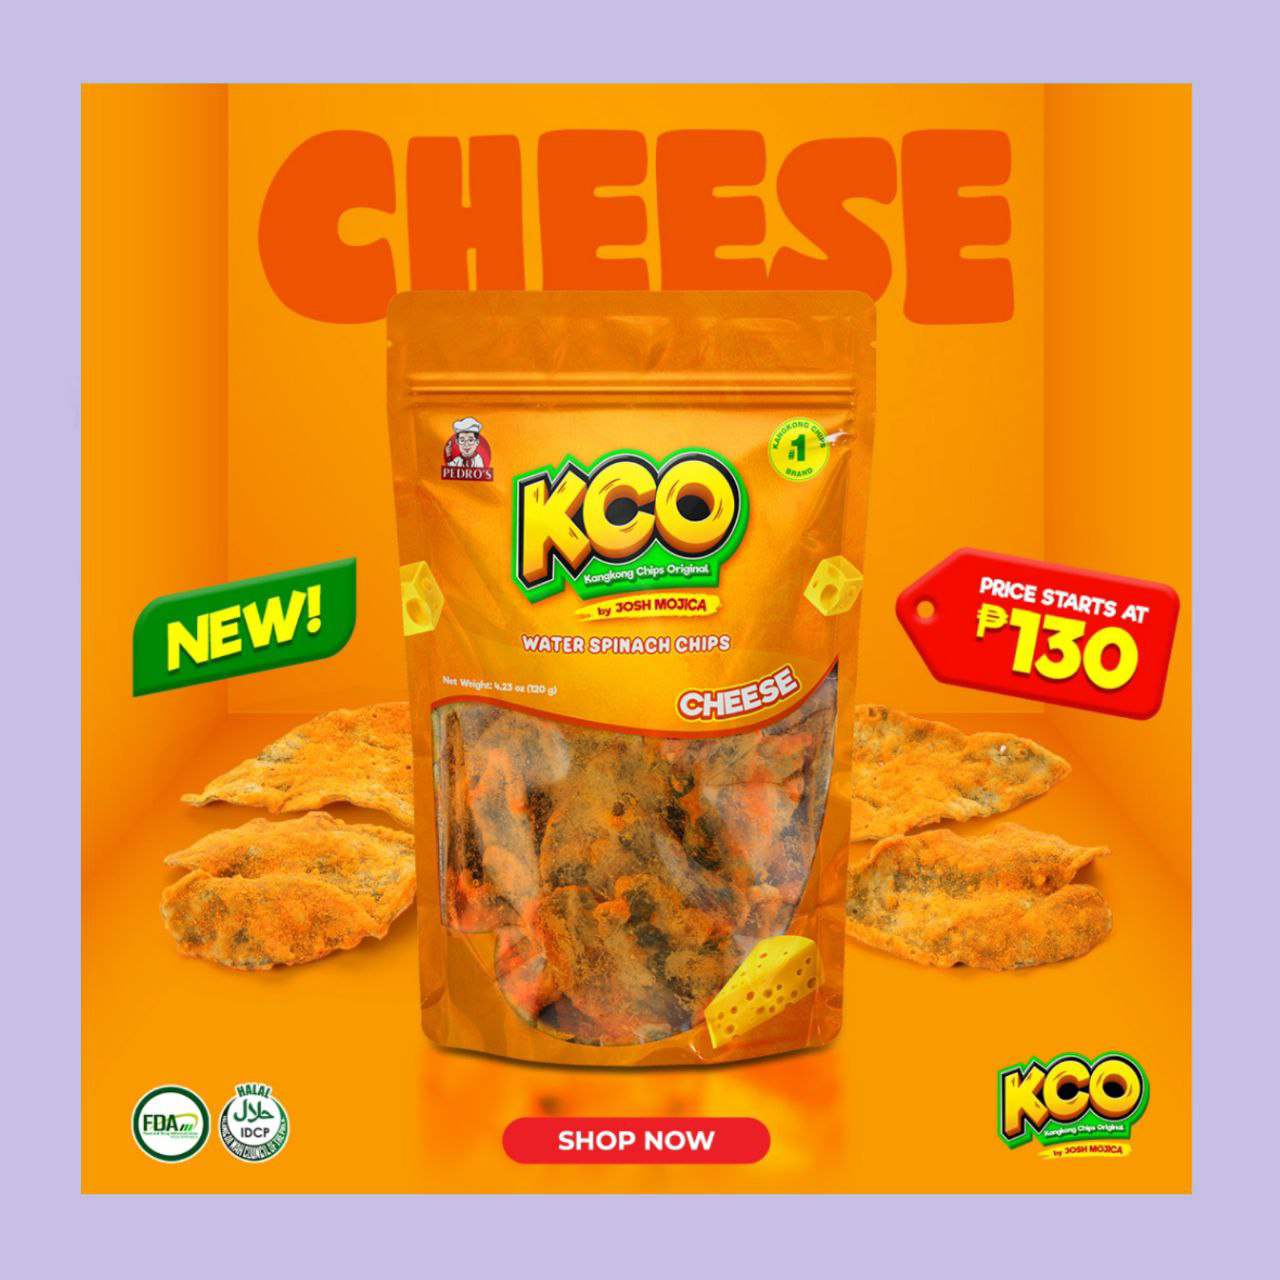 CHEESE
PEDRO'S
KANGKONG CHIPS
#1
BRAND
KCO
Kangkong Chips Original
by JOSH MOJICA
WATER SPINACH CHIPS
Net Weight: 4.23 oz (120 g)
CHEESE
NEW!
PRICE STARTS AT
₱130
FDA
HALAL
حلال
IDCP
SHOP NOW
KCO
Kangkong Chips Original
by JOSH MOJICA